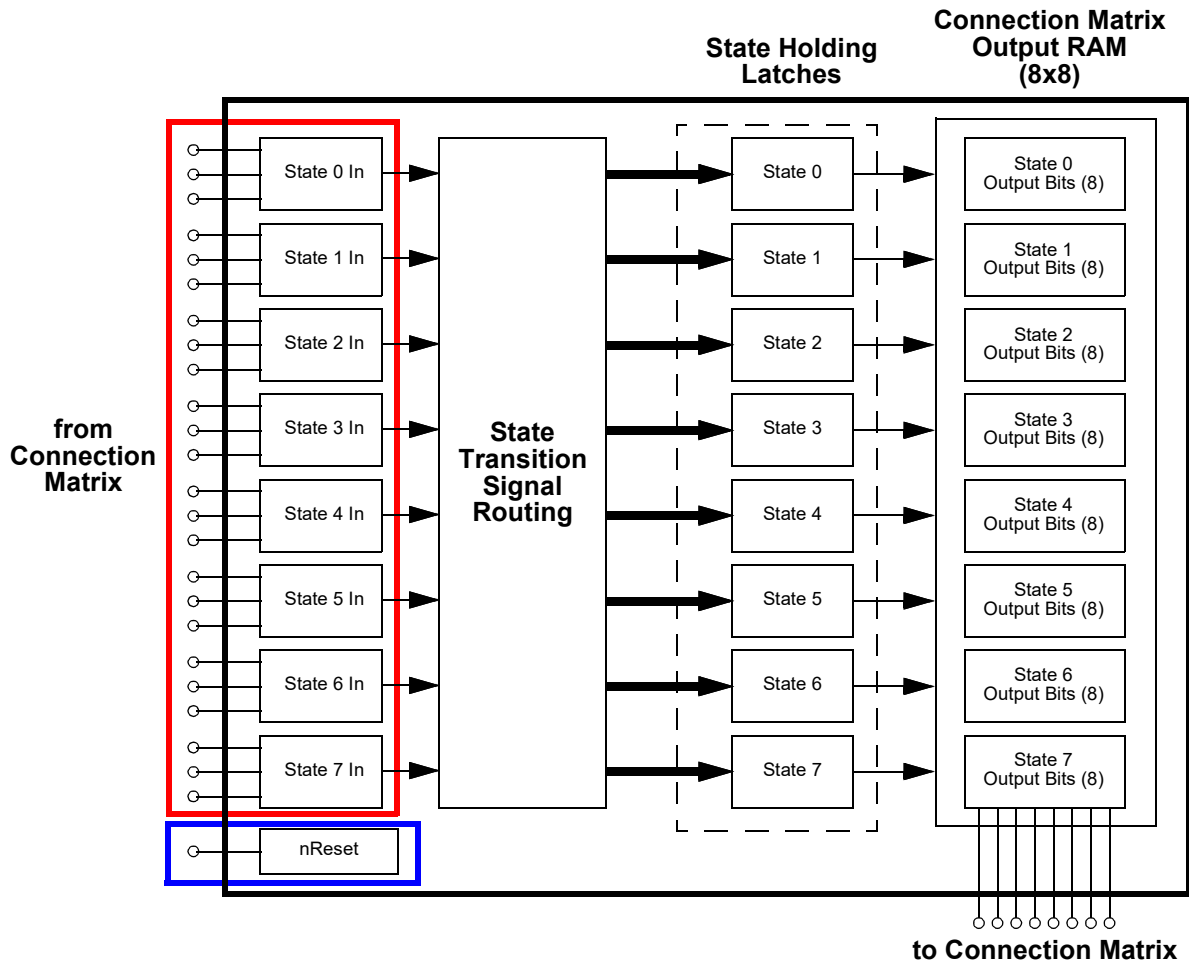 Connection Matrix
Output RAM
(8x8)
State Holding
Latches
from
Connection
Matrix
State 0 In
State 1 In
State 2 In
State 3 In
State 4 In
State 5 In
State 6 In
State 7 In
nReset
State
Transition
Signal
Routing
State 0
State 1
State 2
State 3
State 4
State 5
State 6
State 7
State 0
Output Bits (8)
State 1
Output Bits (8)
State 2
Output Bits (8)
State 3
Output Bits (8)
State 4
Output Bits (8)
State 5
Output Bits (8)
State 6
Output Bits (8)
State 7
Output Bits (8)
to Connection Matrix